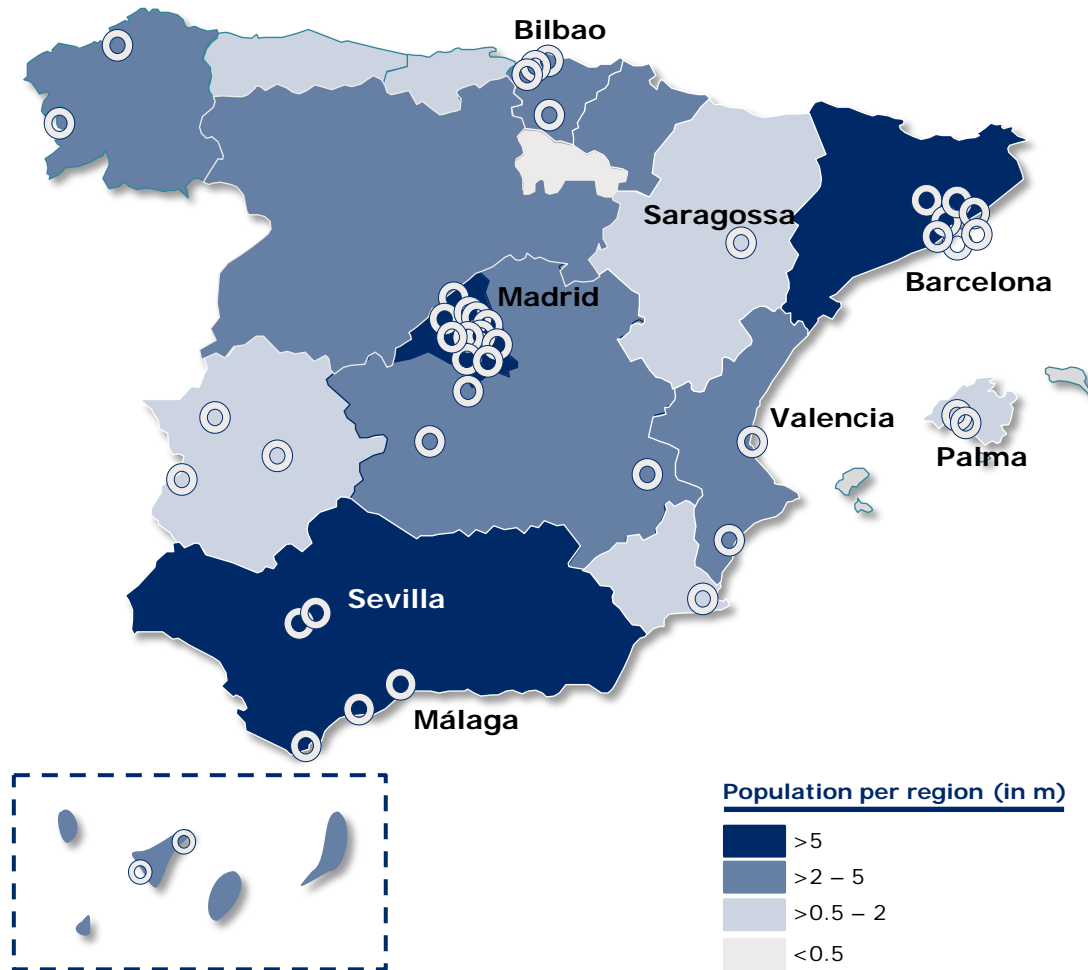 Bilbao
Saragossa
Madrid
Barcelona
Valencia
Palma
Sevilla
Málaga
Population per region (in m)
>5
>2 – 5
>0.5 – 2
<0.5